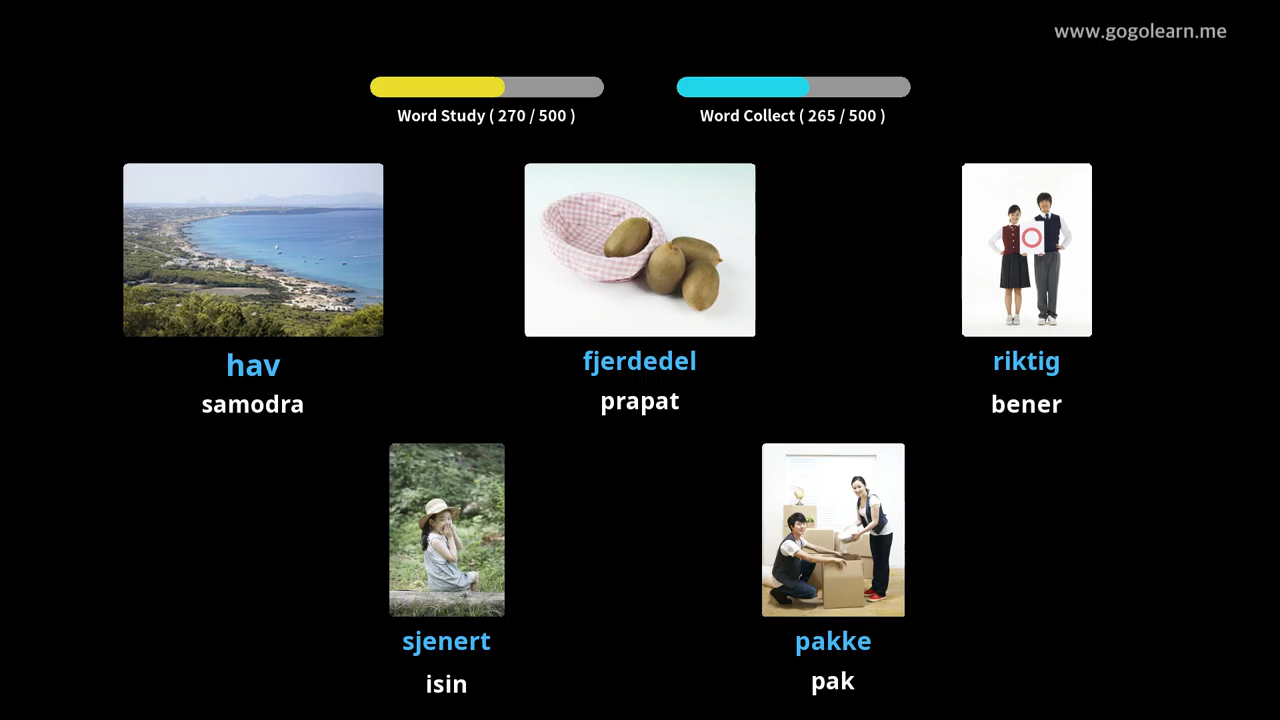 www.gogolearn.me
Word Study ( 270 / 500 )
Word Collect ( 265 / 500 )
hav
samodra
fjerdedel
prapat
riktig
bener
sjenert
isin
pakke
pak